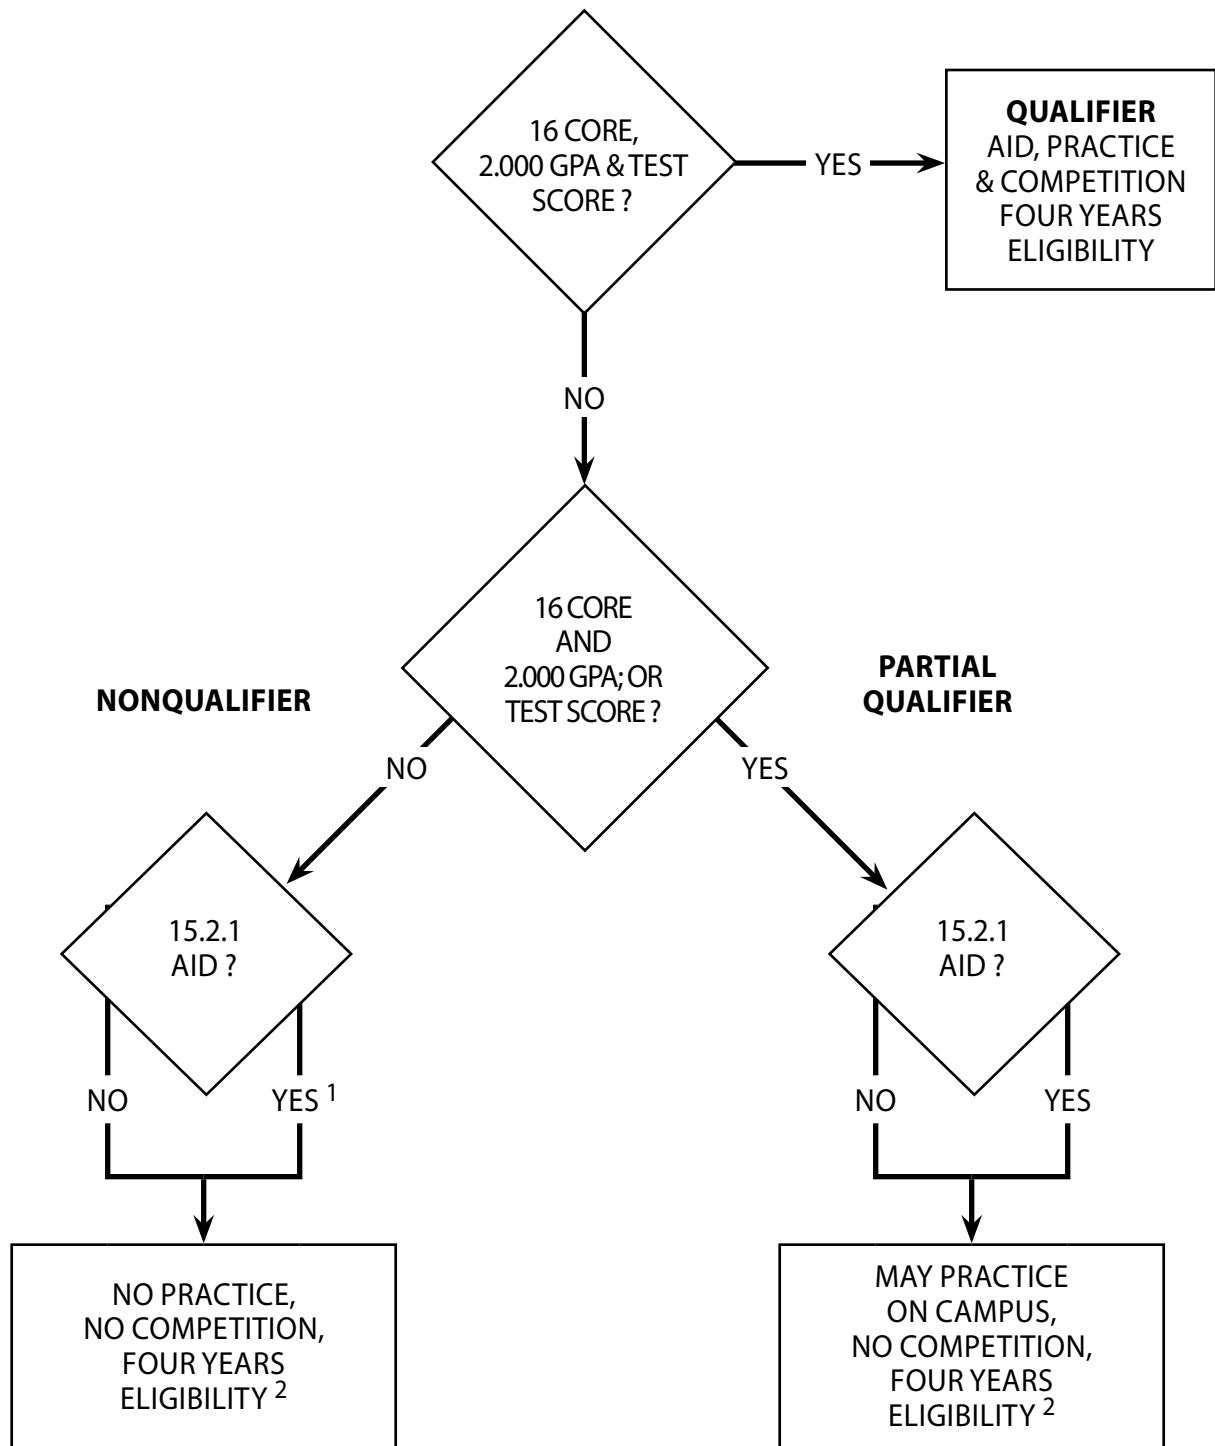 16 CORE,
2.000 GPA & TEST
SCORE ?
YES
QUALIFIER
AID, PRACTICE
& COMPETITION
FOUR YEARS
ELIGIBILITY
NO
16 CORE
AND
2.000 GPA; OR
TEST SCORE ?
NONQUALIFIER
PARTIAL
QUALIFIER
NO
YES
15.2.1
AID ?
15.2.1
AID ?
NO
YES 1
NO
YES
NO PRACTICE,
NO COMPETITION,
FOUR YEARS
ELIGIBILITY 2
MAY PRACTICE
ON CAMPUS,
NO COMPETITION,
FOUR YEARS
ELIGIBILITY 2